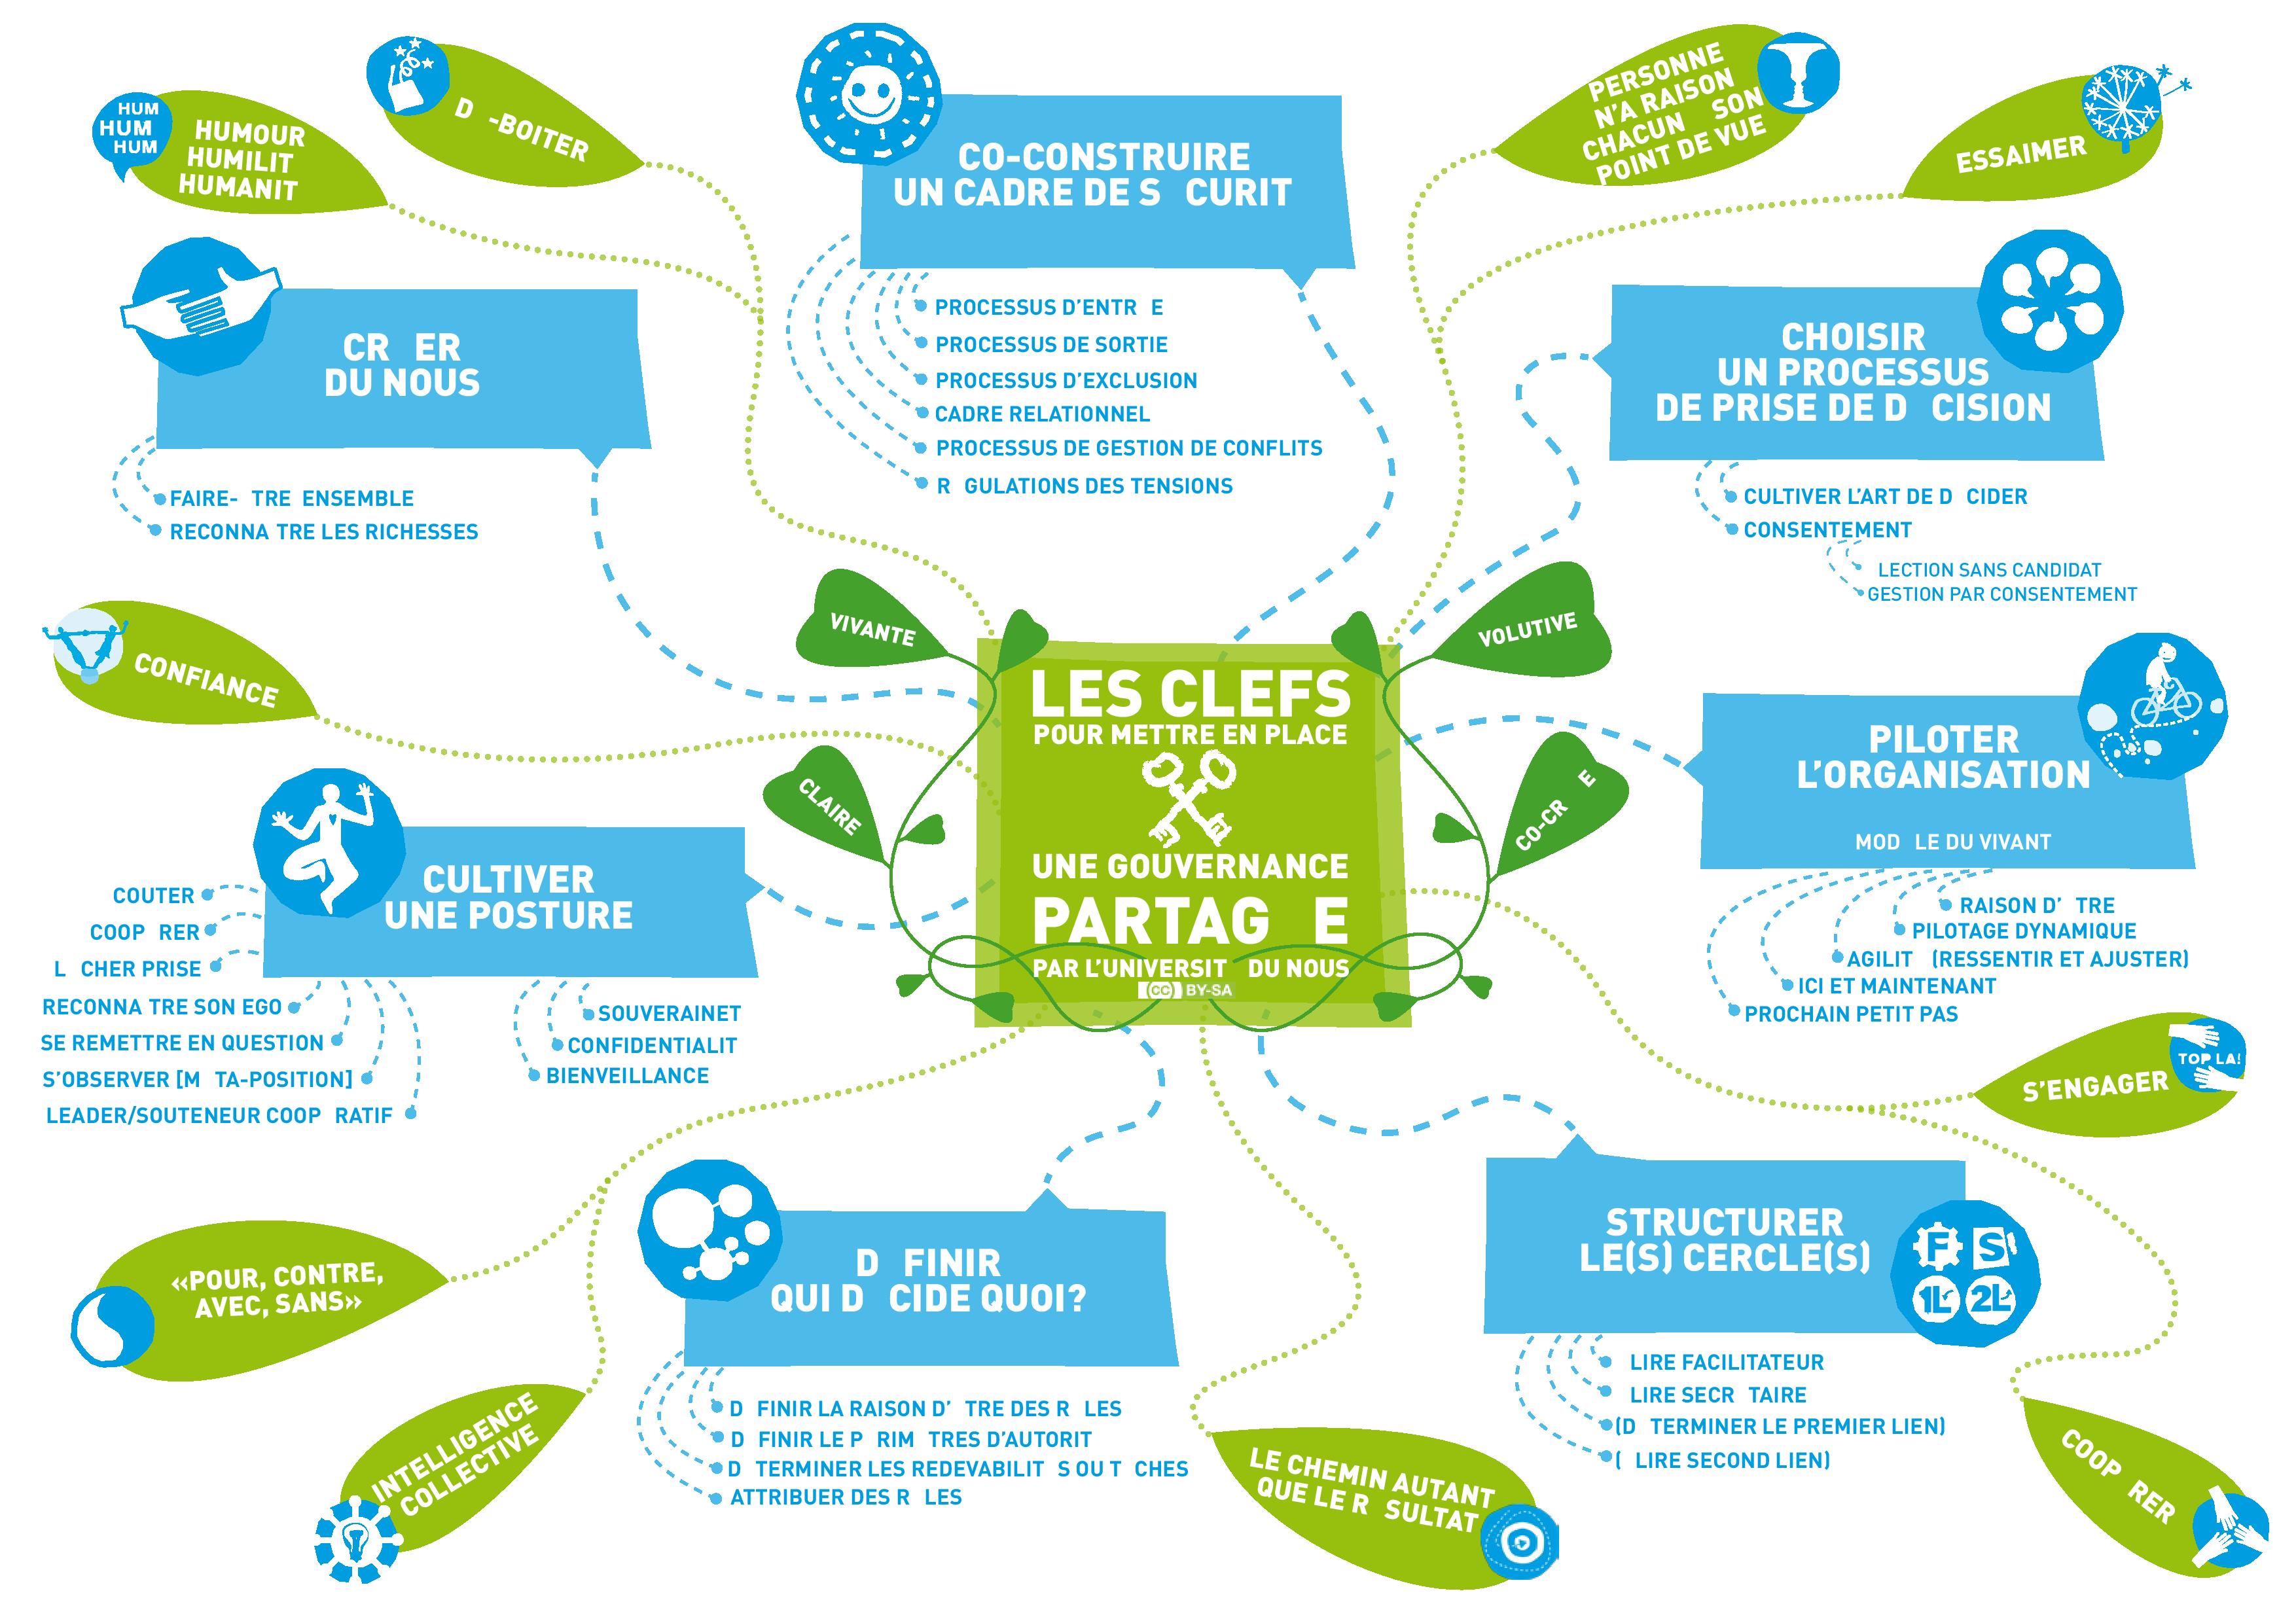 HUM
HUM
HUM
HUMOUR
HUMILIT
HUMANIT
D -BOITER
CO-CONSTRUIRE
UN CADRE DE S CURIT
PROCESSUS D'ENTR E
PROCESSUS DE SORTIE
PROCESSUS D'EXCLUSION
CADRE RELATIONNEL
PROCESSUS DE GESTION DE CONFLITS
R GULATIONS DES TENSIONS
PERSONNE
N'A RAISON
CHACUN SON
POINT DE VUE
ESSAIMER
CR ER
DU NOUS
FAIRE- TRE ENSEMBLE
RECONNA TRE LES RICHESSES
CHOISIR
UN PROCESSUS
DE PRISE DE D CISION
CULTIVER L'ART DE D CIDER
CONSENTEMENT
LECTION SANS CANDIDAT
GESTION PAR CONSENTEMENT
CONFIANCE
VIVANTE
VOLUTIVE
CLAIRE
CO-CR E
LES CLEFS
POUR METTRE EN PLACE
UNE GOUVERNANCE
PARTAG E
PAR L'UNIVERSIT DU NOUS
(CC) BY-SA
PILOTER
L'ORGANISATION
MOD LE DU VIVANT
RAISON D' TRE
PILOTAGE DYNAMIQUE
AGILIT (RESSENTIR ET AJUSTER)
ICI ET MAINTENANT
PROCHAIN PETIT PAS
CULTIVER
UNE POSTURE
COUTER
COOP RER
L CHER PRISE
RECONNA TRE SON EGO
SE REMETTRE EN QUESTION
S'OBSERVER [M TA-POSITION]
LEADER/SOUTENEUR COOP RATIF
SOUVERAINET
CONFIDENTIALIT
BIENVEILLANCE
S'ENGAGER
TOP LA!
«POUR, CONTRE,
AVEC, SANS»
INTELLIGENCE
COLLECTIVE
D FINIR
QUI D CIDE QUOI?
D FINIR LA RAISON D' TRE DES R LES
D FINIR LE P RIM TRES D'AUTORIT
D TERMINER LES REDEVABILIT S OU T CHES
ATTRIBUER DES R LES
LE CHEMIN AUTANT
QUE LE R SULTAT
STRUCTURER
LE(S) CERCLE(S)
F S
1L 2L
LIRE FACILITATEUR
LIRE SECR TAIRE
(D TERMINER LE PREMIER LIEN)
( LIRE SECOND LIEN)
COOP RER